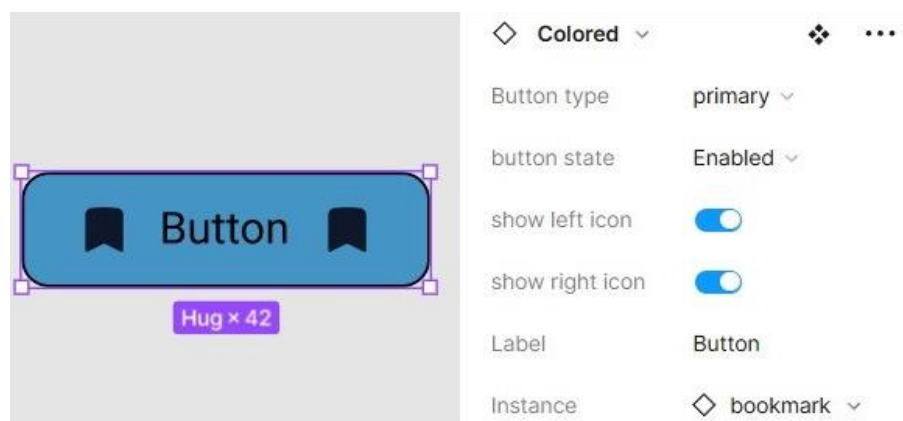 Button
Hug × 42
Colored
Button type primary
button state Enabled
show left icon
show right icon
Label Button
Instance bookmark